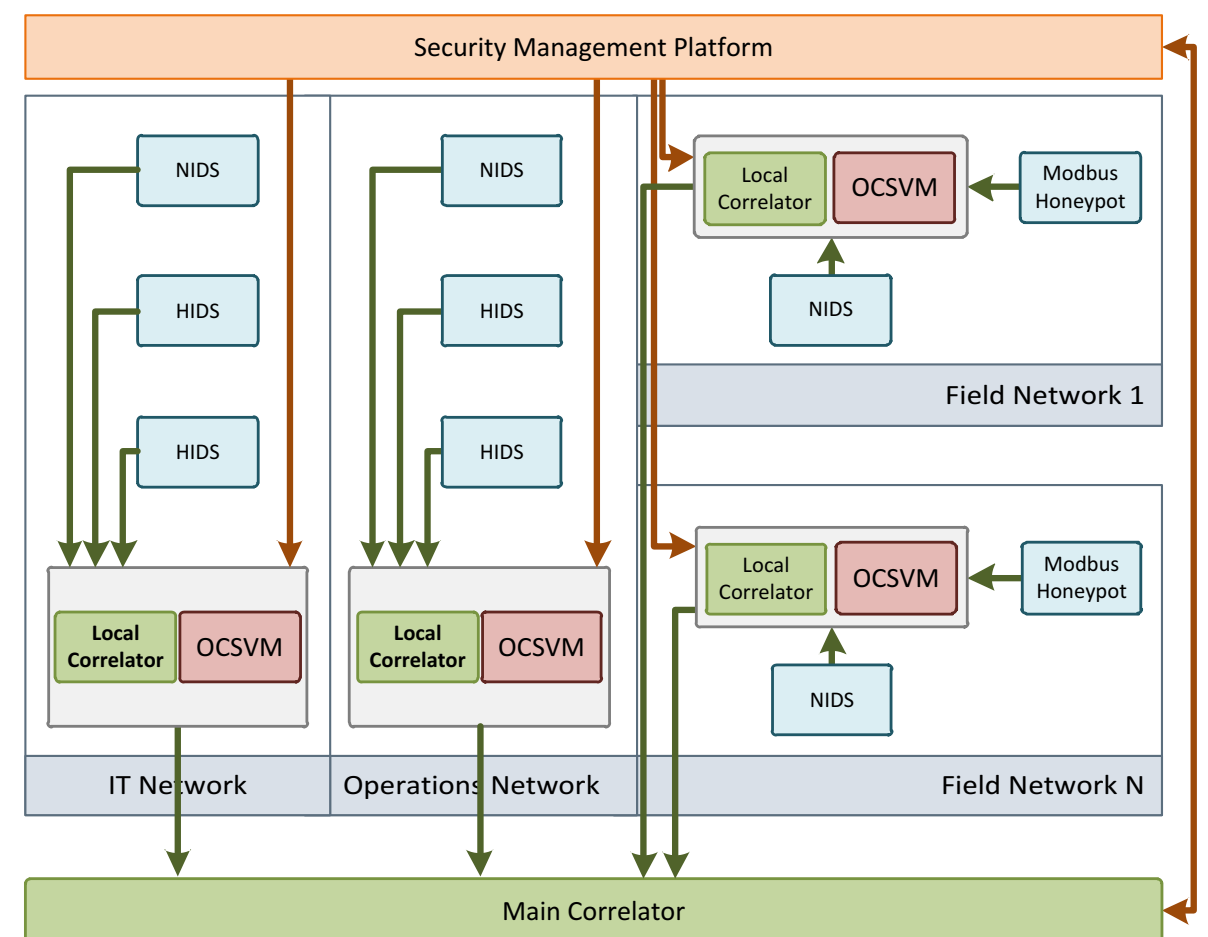 Security Management Platform
NIDS
HIDS
HIDS
Local
Correlator
OCSVM
IT Network
NIDS
HIDS
HIDS
Local
Correlator
OCSVM
Operations Network
Local
Correlator
OCSVM
Modbus
Honeypot
NIDS
Field Network 1
Local
Correlator
OCSVM
Modbus
Honeypot
NIDS
Field Network N
Main Correlator